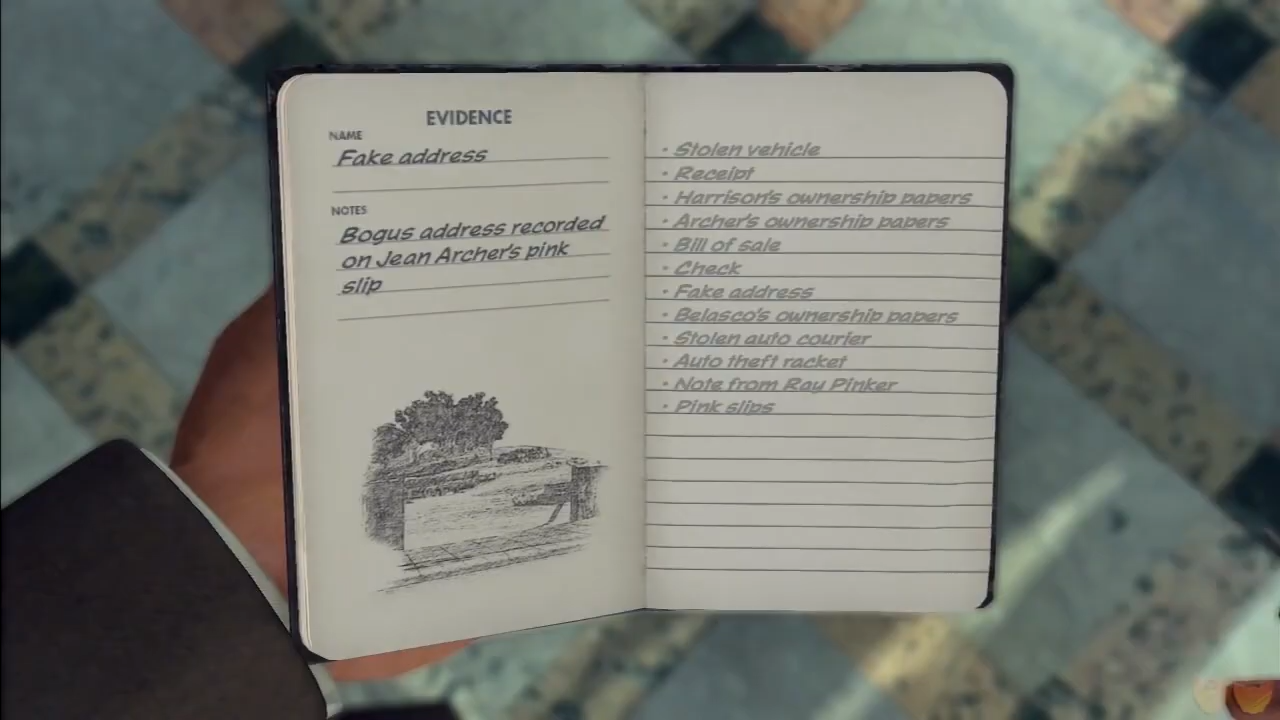 EVIDENCE
NAME
Fake address
NOTES
Bogus address recorded
on Jean Archer's pink
slip
• Stolen vehicle
• Receipt
• Harrison's ownership papers
• Archer's ownership papers
• Bill of sale
• Check
• Fake address
• Belasco's ownership papers
• Stolen auto courier
• Auto theft racket
• Note from Ray Pinker
• Pink slips